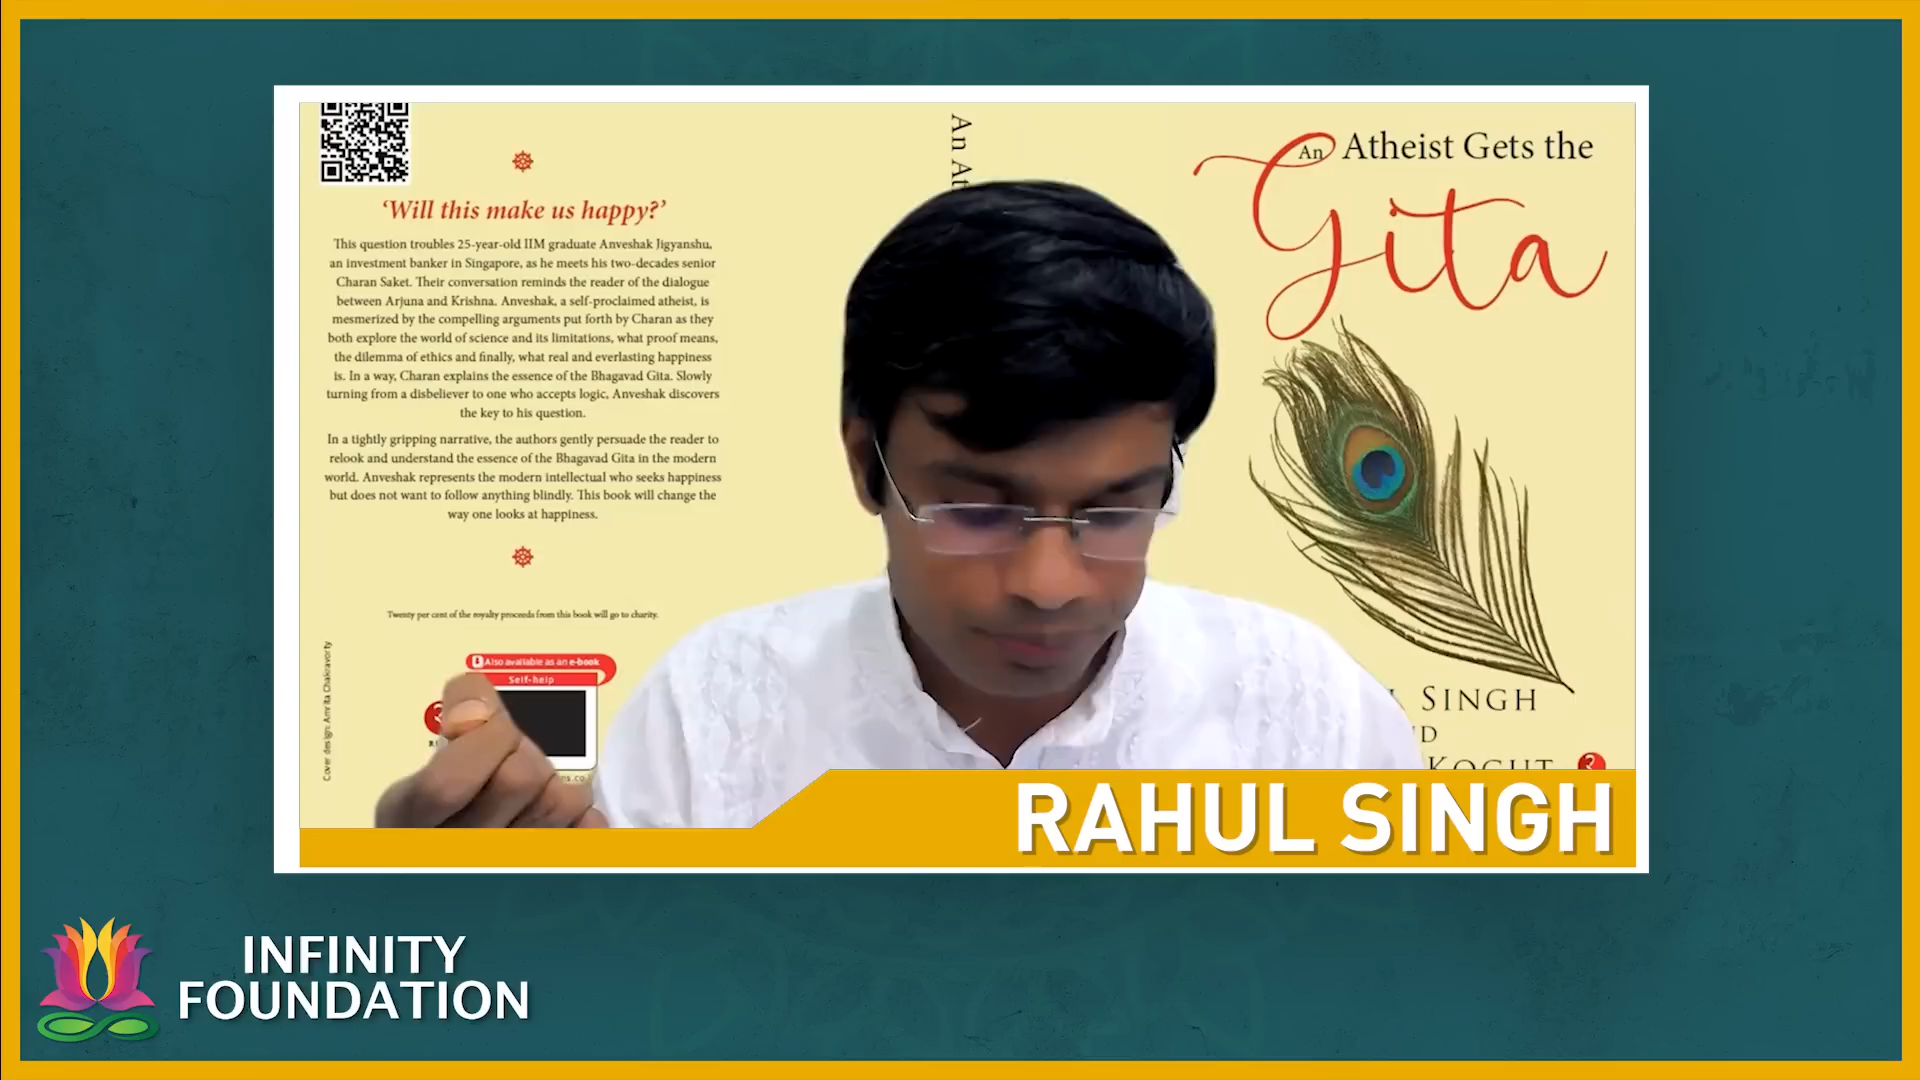 'Will this make us happy?'
This question troubles 25-year-old IIM graduate Anveshak Jigyanshu,
an investment banker in Singapore, as he meets his two-decades senior
Charan Saket. Their conversation reminds the reader of the dialogue
between Arjuna and Krishna. Anveshak, a self-proclaimed atheist, is
mesmerized by the compelling arguments put forth by Charan as they
both explore the world of science and its limitations, what proof means,
the dilemma of ethics and finally, what real and everlasting happiness
is. In a way, Charan explains the essence of the Bhagavad Gita. Slowly
turning from a disbeliever to one who accepts logic, Anveshak discovers
the key to his question.
In a tightly gripping narrative, the authors gently persuade the reader to
relook and understand the essence of the Bhagavad Gita in the modern
world. Anveshak represents the modern intellectual who seeks happiness
but does not want to follow anything blindly. This book will change the
way one looks at happiness.
Twenty per cent of the royalty proceeds from this book will go to charity.
Cover design: Amrita Chakravorty
Also available as an e-book
Self-help
An At
An Atheist Gets the
Gita
SINGH
KOGHT
RAHUL SINGH
INFINITY
FOUNDATION